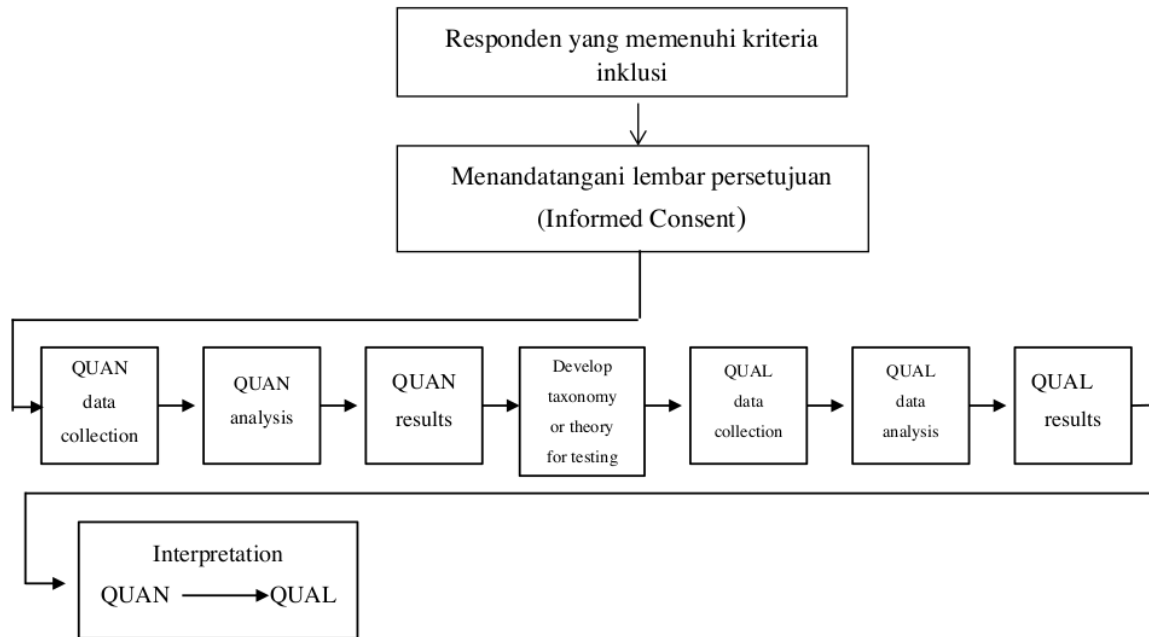 Responden yang memenuhi kriteria
inklusi
Menandatangani lembar persetujuan
(Informed Consent)
QUAN
data
collection
QUAN
analysis
QUAN
results
Develop
taxonomy
or theory
for testing
QUAL
data
collection
QUAL
data
analysis
QUAL
results
Interpretation
QUAN QUAL